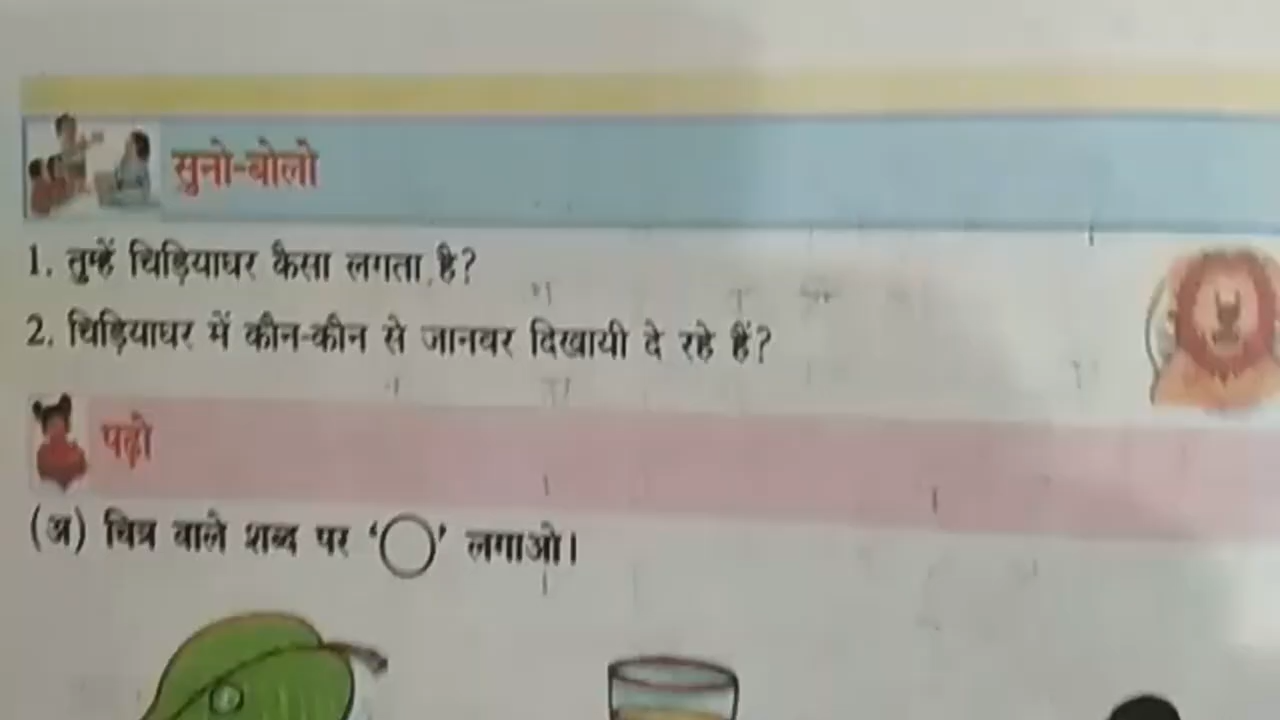 सुनो-बोलो
1. तुम्हें चिड़ियाघर कैसा लगता है?
2. चिड़ियाघर में कौन-कौन से जानवर दिखायी दे रहे हैं?
पढ़ो
(अ) चित्र वाले शब्द पर ‘◯’ लगाओ।